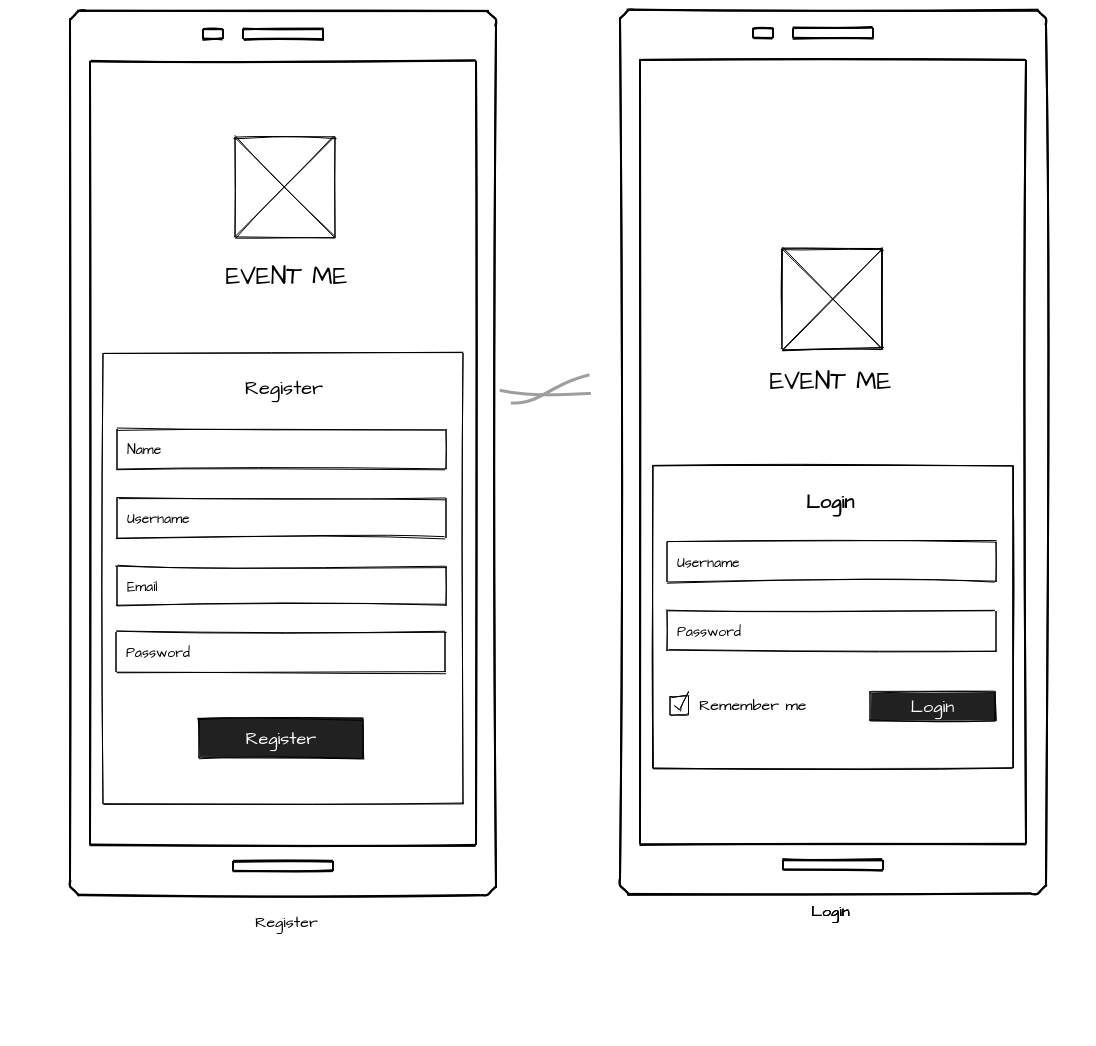 EVENT ME
Register
Name
Username
Email
Password
Register
Register
EVENT ME
Login
Username
Password
Remember me
Login
Login